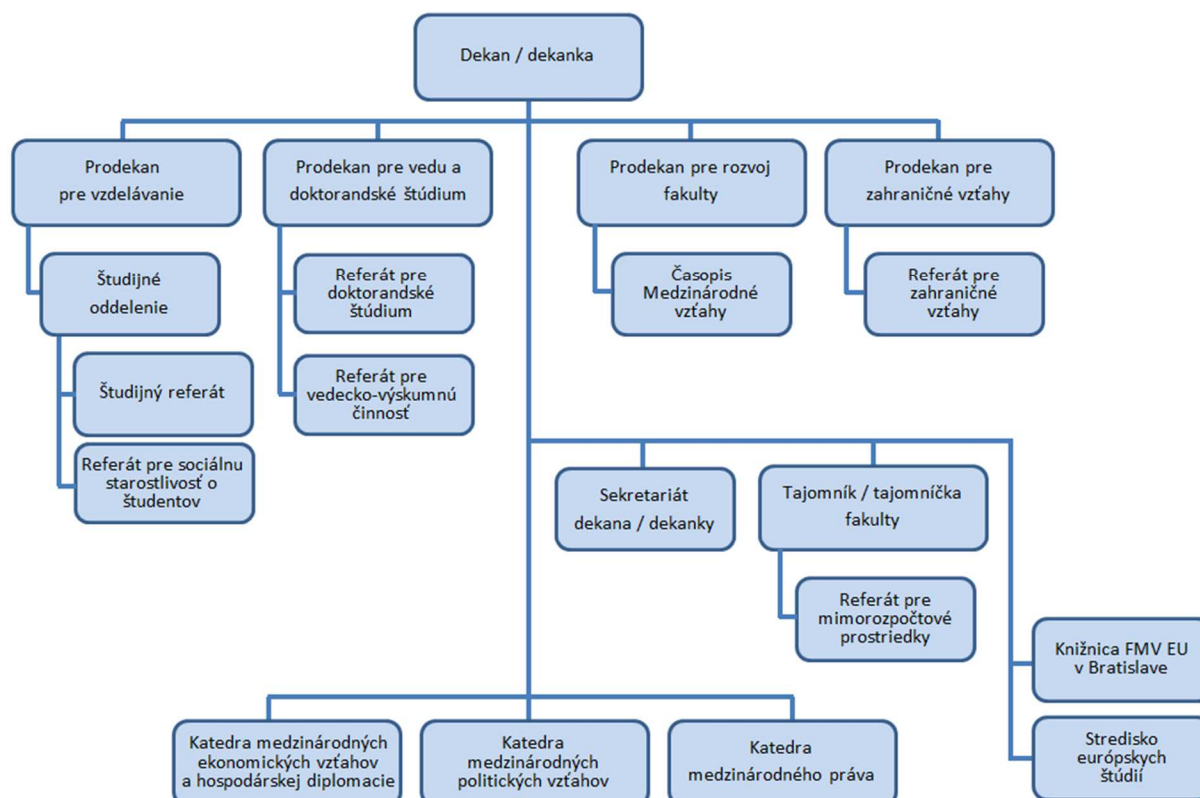 Dekan / dekanka
Prodekan
pre vzdelávanie
Prodekan pre vedu a
doktorandské štúdium
Prodekan pre rozvoj
fakulty
Prodekan pre
zahraničné vzťahy
Študijné
oddelenie
Referát pre
doktorandské
štúdium
Časopis
Medzinárodné
vzťahy
Referát pre
zahraničné
vzťahy
Študijný referát
Referát pre
vedecko-výskumnú
činnosť
Referát pre sociálnu
starostlivosť o
študentov
Sekretariát
dekana / dekanky
Tajomník / tajomníčka
fakulty
Referát pre
mimorozpočtové
prostriedky
Knižnica FMV EU
v Bratislave
Stredisko
európskych
štúdií
Katedra medzinárodných
ekonomických vzťahov
a hospodárskej diplomacie
Katedra
medzinárodných
politických vzťahov
Katedra
medzinárodného práva